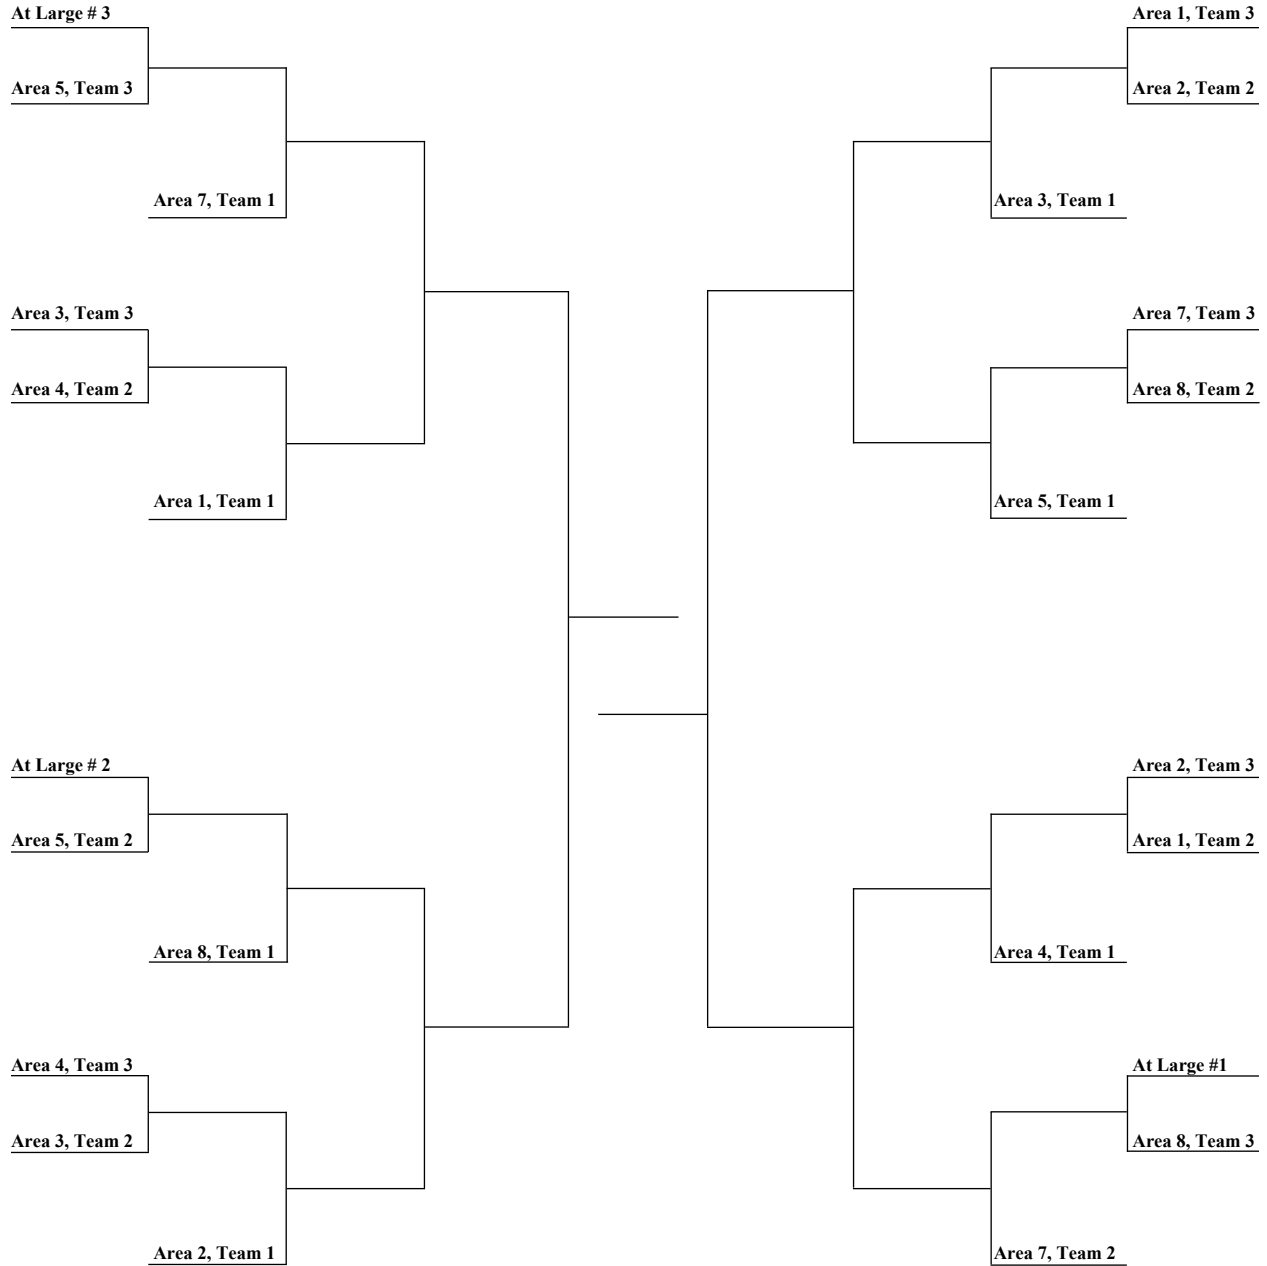 At Large # 3
Area 5, Team 3
Area 7, Team 1
Area 3, Team 3
Area 4, Team 2
Area 1, Team 1
At Large # 2
Area 5, Team 2
Area 8, Team 1
Area 4, Team 3
Area 3, Team 2
Area 2, Team 1
Area 1, Team 3
Area 2, Team 2
Area 3, Team 1
Area 7, Team 3
Area 8, Team 2
Area 5, Team 1
Area 2, Team 3
Area 1, Team 2
Area 4, Team 1
At Large #1
Area 8, Team 3
Area 7, Team 2